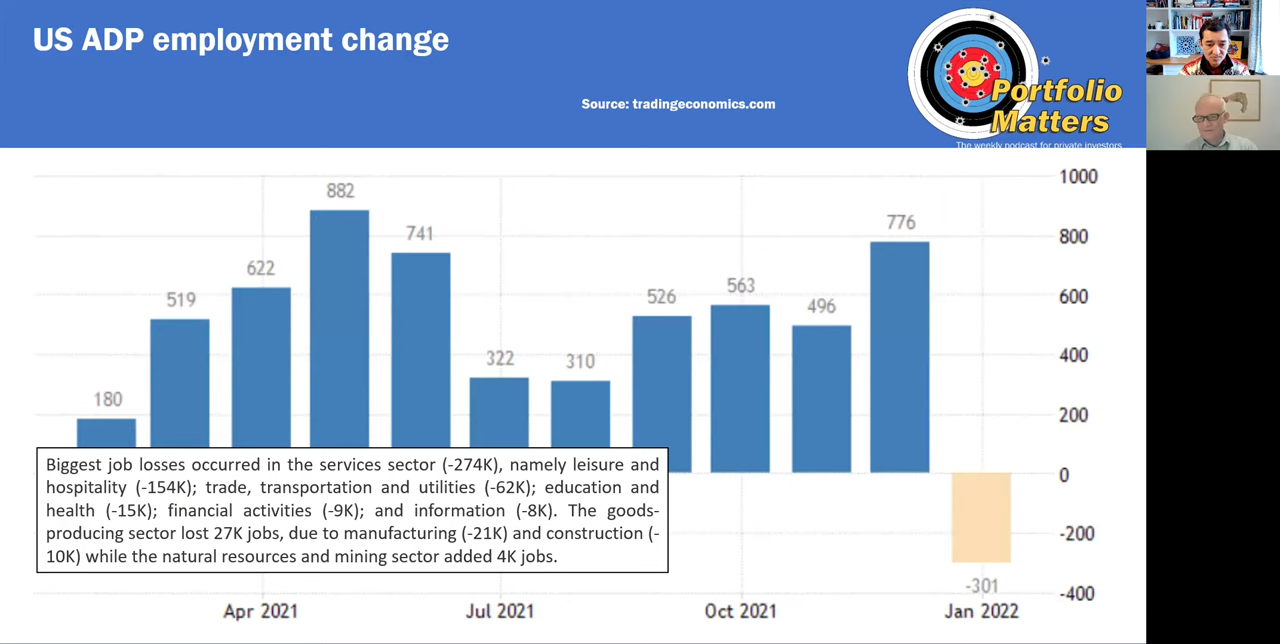 US ADP employment change
Source: tradingeconomics.com
Portfolio
Matters
The weekly podcast for private investors
1000
882
800
776
741
622
600
563
519
526
496
400
322
310
180
200
0
Biggest job losses occurred in the services sector (-274K), namely leisure and
hospitality (-154K); trade, transportation and utilities (-62K); education and
health (-15K); financial activities (-9K); and information (-8K). The goods-
producing sector lost 27K jobs, due to manufacturing (-21K) and construction (-
10K) while the natural resources and mining sector added 4K jobs.
-200
-301
-400
Apr 2021
Jul 2021
Oct 2021
Jan 2022